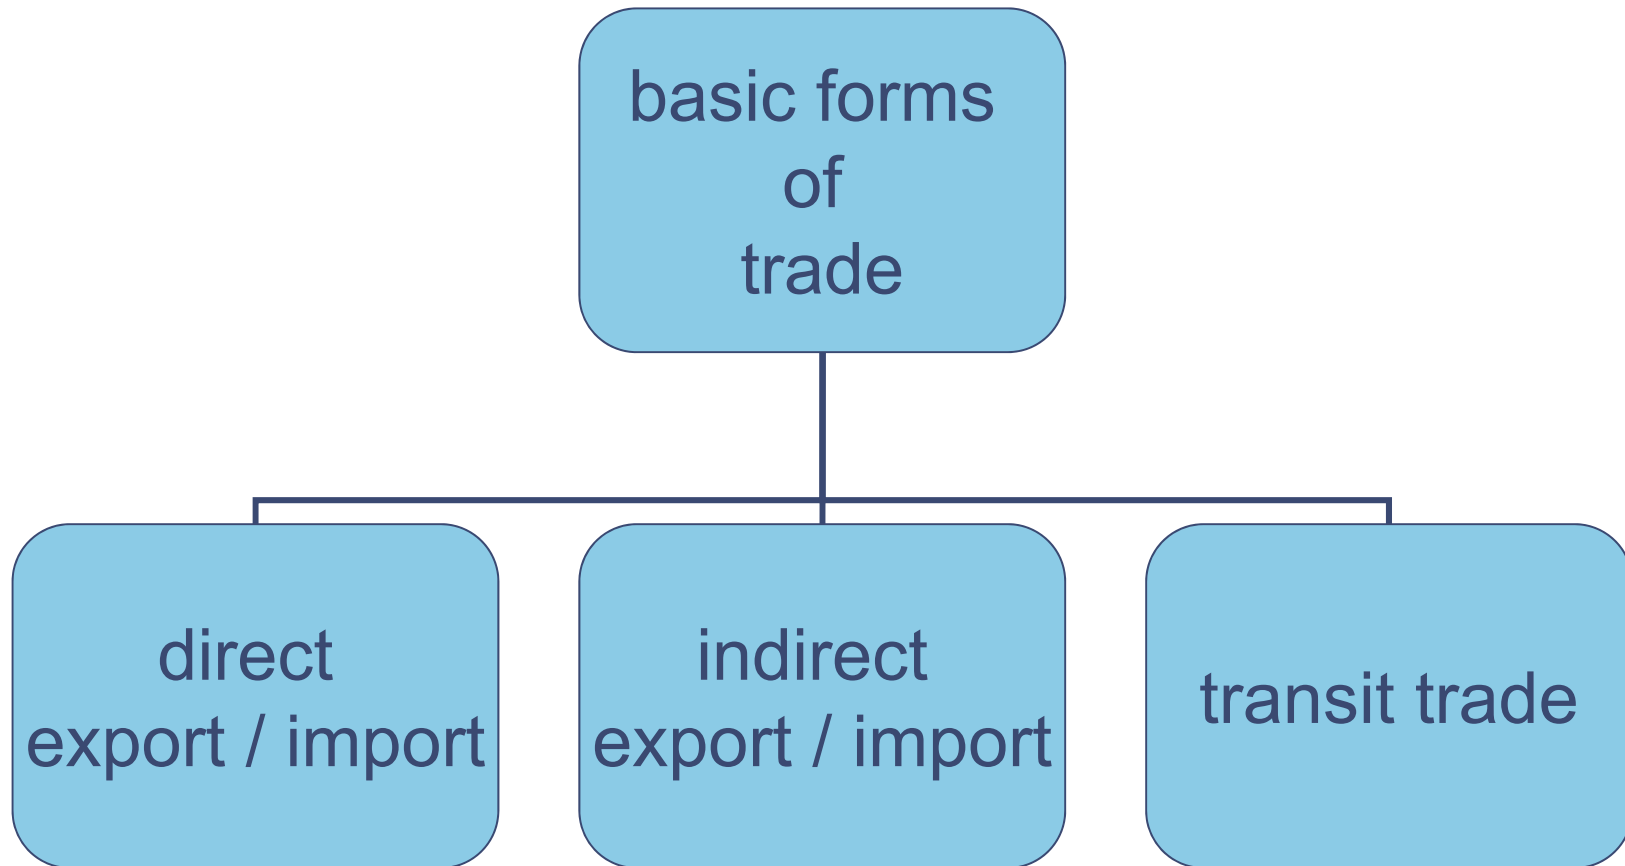 basic forms
of
trade
direct
export / import
indirect
export / import
transit trade